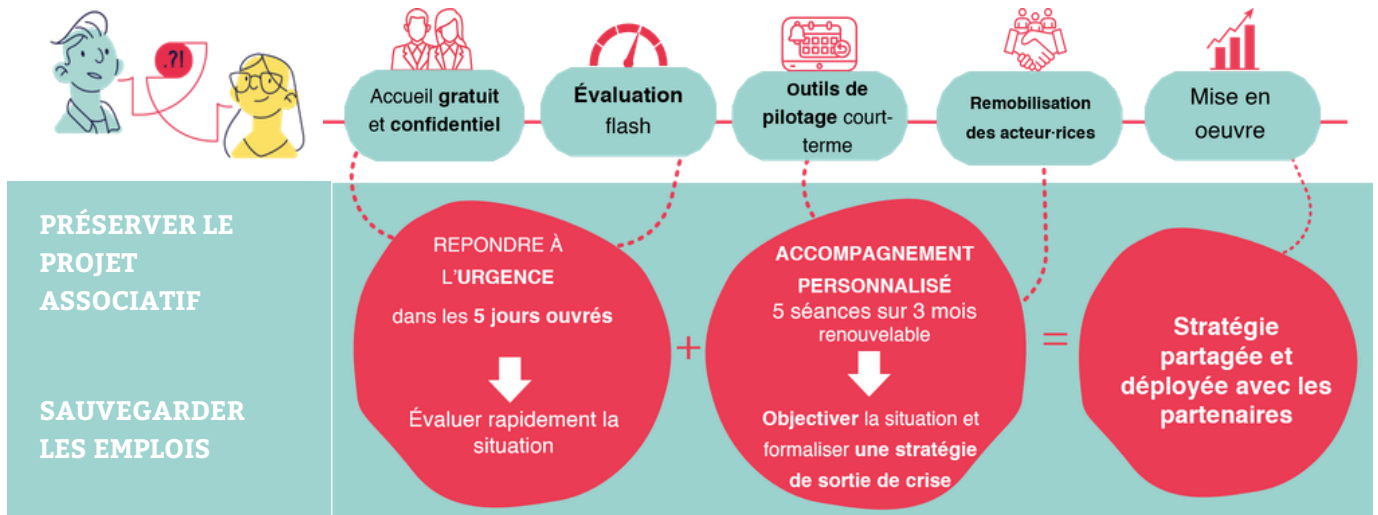 .?!
Accueil gratuit
et confidentiel
Évaluation
flash
Outils de
pilotage court-
terme
Remobilisation
des acteur·rices
Mise en
oeuvre
PRÉSERVER LE
PROJET
ASSOCIATIF
SAUVEGARDER
LES EMPLOIS
REPONDRE À
L'URGENCE
dans les 5 jours ouvrés
Évaluer rapidement la
situation
+
ACCOMPAGNEMENT
PERSONNALISÉ
5 séances sur 3 mois
renouvelable
Objectiver la situation et
formaliser une stratégie
de sortie de crise
=
Stratégie
partagée et
déployée avec les
partenaires